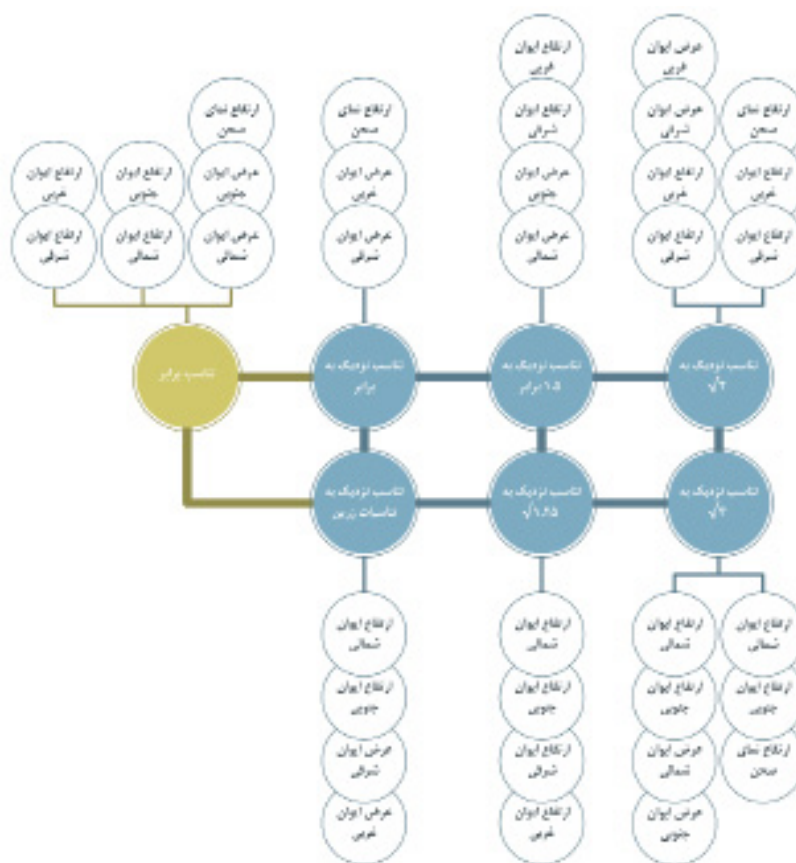 عرض ایوان
غربی
عرض ایوان
شرقی
ارتفاع ایوان
غربی
ارتفاع ایوان
شرقی
ارتفاع نمای
صحن
ارتفاع ایوان
غربی
ارتفاع ایوان
شرقی
ارتفاع ایوان
غربی
ارتفاع ایوان
شرقی
عرض ایوان
جنوبی
عرض ایوان
شمالی
ارتفاع نمای
صحن
عرض ایوان
غربی
عرض ایوان
شرقی
ارتفاع نمای
صحن
عرض ایوان
جنوبی
عرض ایوان
شمالی
ارتفاع ایوان
جنوبی
ارتفاع ایوان
شمالی
ارتفاع ایوان
غربی
ارتفاع ایوان
شرقی
تناسب نزدیک به
تناسب نزدیک به
۱.۵ برابر
تناسب نزدیک به
برابر
تناسب برابر
تناسب نزدیک به
تناسب نزدیک به
تناسب نزدیک به
تناسبات زرین
ارتفاع ایوان
شمالی
ارتفاع ایوان
جنوبی
ارتفاع نمای
صحن
ارتفاع ایوان
شمالی
ارتفاع ایوان
جنوبی
عرض ایوان
شمالی
عرض ایوان
جنوبی
ارتفاع ایوان
شمالی
ارتفاع ایوان
جنوبی
ارتفاع ایوان
شرقی
ارتفاع ایوان
غربی
ارتفاع ایوان
شمالی
ارتفاع ایوان
جنوبی
عرض ایوان
شرقی
عرض ایوان
غربی